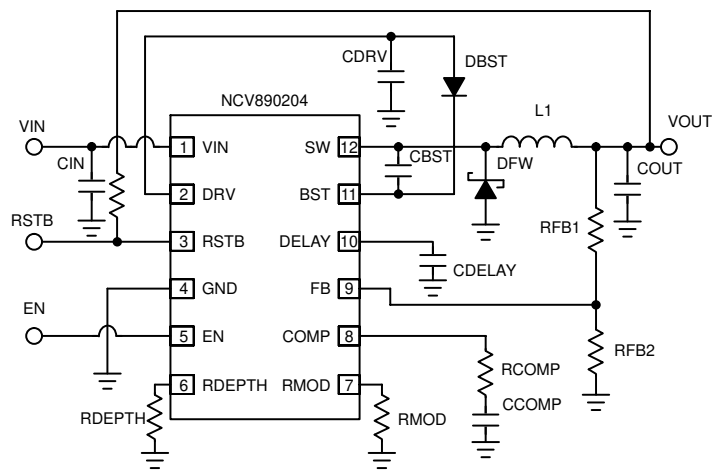 CDRV
DBST
NCV890204
L1
VIN
VOUT
1 VIN
SW 12
CIN
CBST
DFW
COUT
2 DRV
BST 11
RSTB
RFB1
3 RSTB
DELAY 10
CDELAY
4 GND
FB 9
EN
5 EN
COMP 8
RFB2
RCOMP
6 RDEPTH
RMOD 7
CCOMP
RDEPTH
RMOD